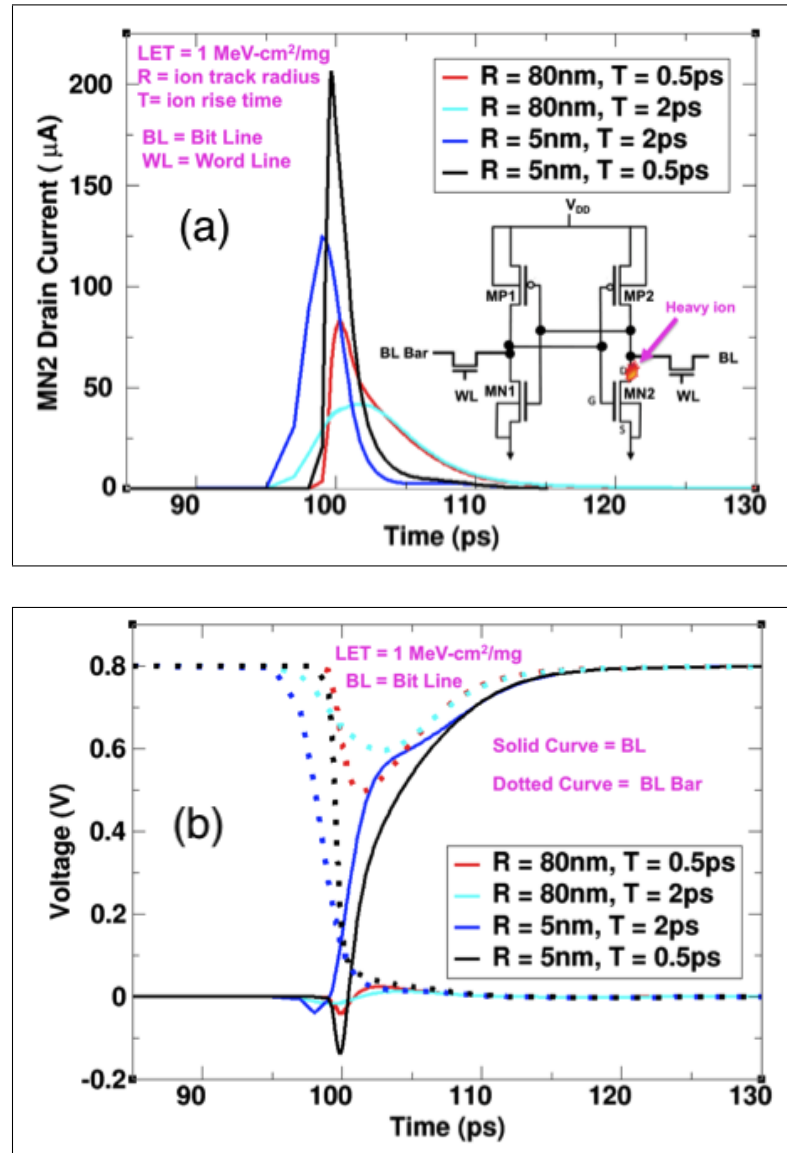 LET = 1 MeV-cm²/mg
R = ion track radius
T= ion rise time
BL = Bit Line
WL = Word Line
R = 80nm, T = 0.5ps
R = 80nm, T = 2ps
R = 5nm, T = 2ps
R = 5nm, T = 0.5ps
(a)
MN2 Drain Current ( μA)
200
150
100
50
0
VDD
MP1
MP2
Heavy ion
BL Bar
BL
D
WL
MN1
G
MN2
WL
S
90
100
110
120
130
Time (ps)
LET = 1 MeV-cm²/mg
BL = Bit Line
Solid Curve = BL
Dotted Curve = BL Bar
(b)
Voltage (V)
0.8
0.6
0.4
0.2
0
-0.2
R = 80nm, T = 0.5ps
R = 80nm, T = 2ps
R = 5nm, T = 2ps
R = 5nm, T = 0.5ps
90
100
110
120
130
Time (ps)